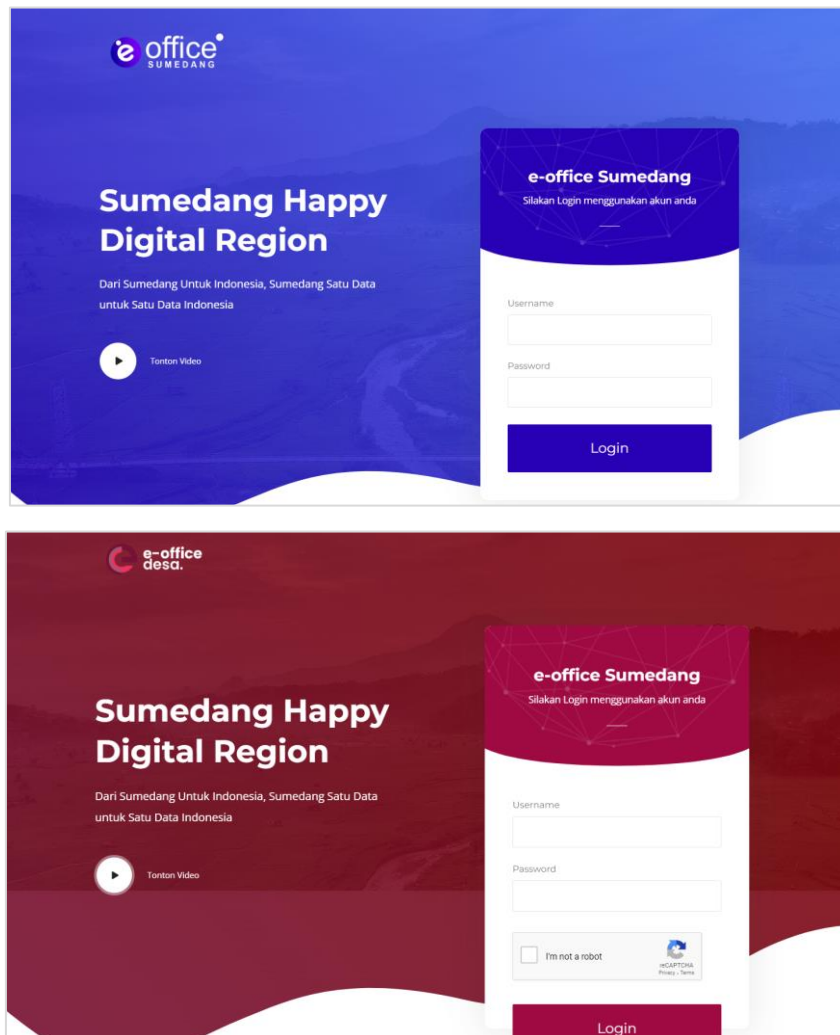 e office
SUMEDANG
Sumedang Happy
Digital Region
Dari Sumedang Untuk Indonesia, Sumedang Satu Data
untuk Satu Data Indonesia
Tonton Video
e-office Sumedang
Silakan Login menggunakan akun anda
Username
Password
Login
e-office
desa.
Sumedang Happy
Digital Region
Dari Sumedang Untuk Indonesia, Sumedang Satu Data
untuk Satu Data Indonesia
Tonton Video
e-office Sumedang
Silakan Login menggunakan akun anda
Username
Password
I'm not a robot
reCAPTCHA
Privacy - Terms
Login